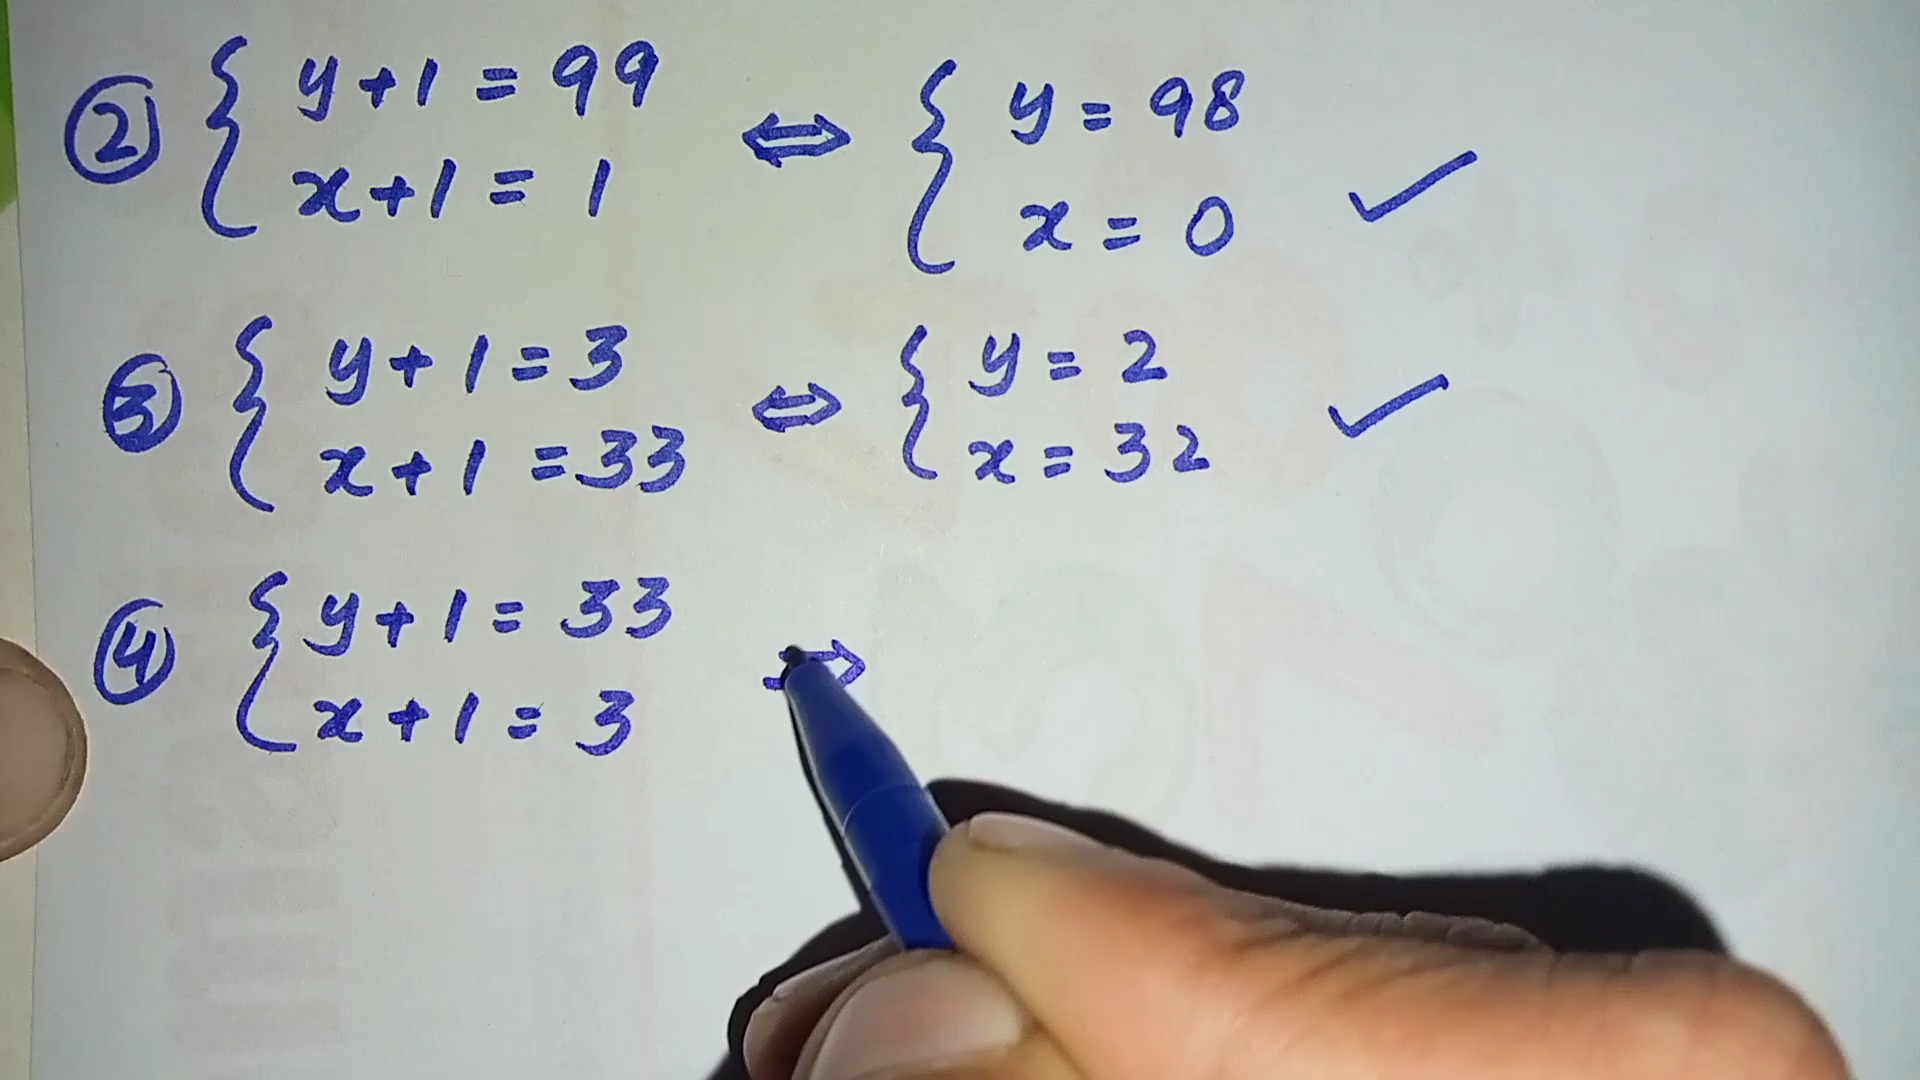 ② { y+1 = 99 ⇔ { y = 98
x+1 = 1 x = 0 ✓
③ { y+1 = 3 ⇔ { y = 2
x+1 = 33 x = 32 ✓
④ { y+1 = 33 ⇒
x+1 = 3